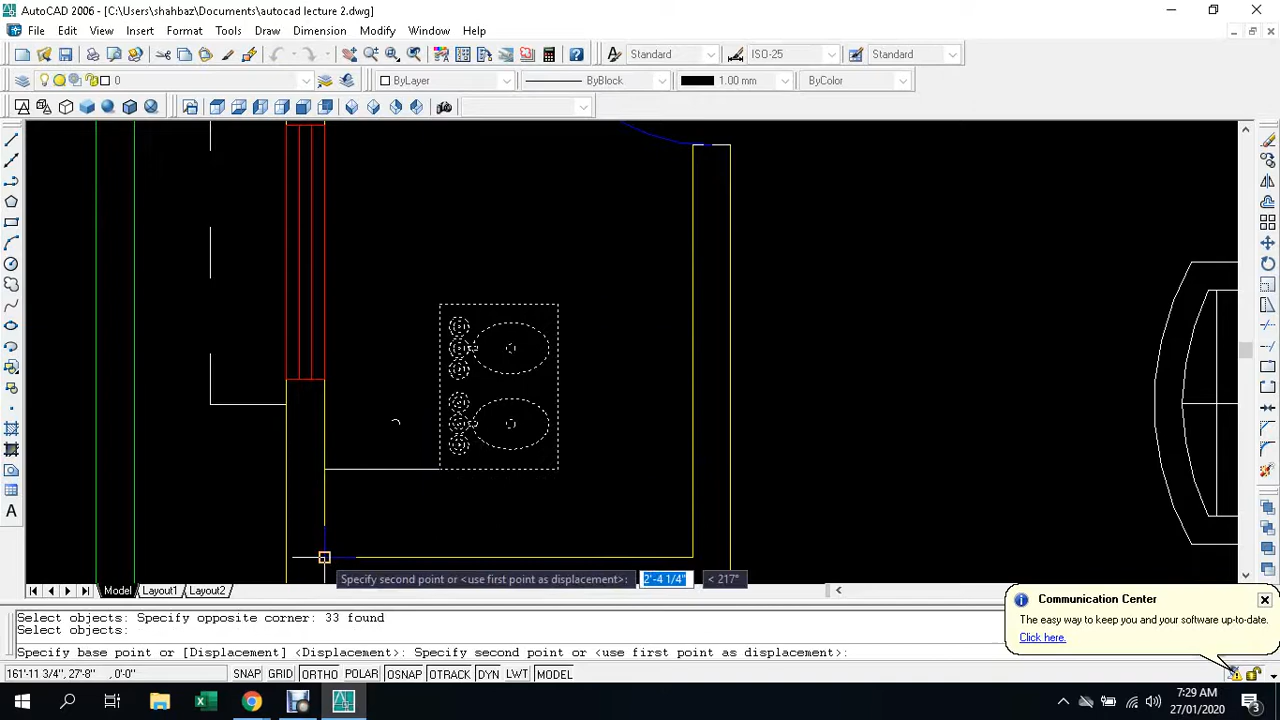 AutoCAD 2006 - [C:\Users\shahbaz\Documents\autocad lecture 2.dwg]
File Edit View Insert Format Tools Draw Dimension Modify Window Help
Standard ISO-25 Standard
0 ByLayer ByBlock 1.00 mm ByColor
Specify second point or <use first point as displacement>: 2'-4 1/4" < 217°
Model Layout1 Layout2
Communication Center
The easy way to keep you and your software up-to-date.
Click here.
Select objects: Specify opposite corner: 33 found
Select objects:
Specify base point or [Displacement] <Displacement>: Specify second point or <use first point as displacement>:
161'-11 3/4", 27'-8" , 0'-0" SNAP GRID ORTHO POLAR OSNAP OTRACK DYN LWT MODEL
7:29 AM
27/01/2020
3